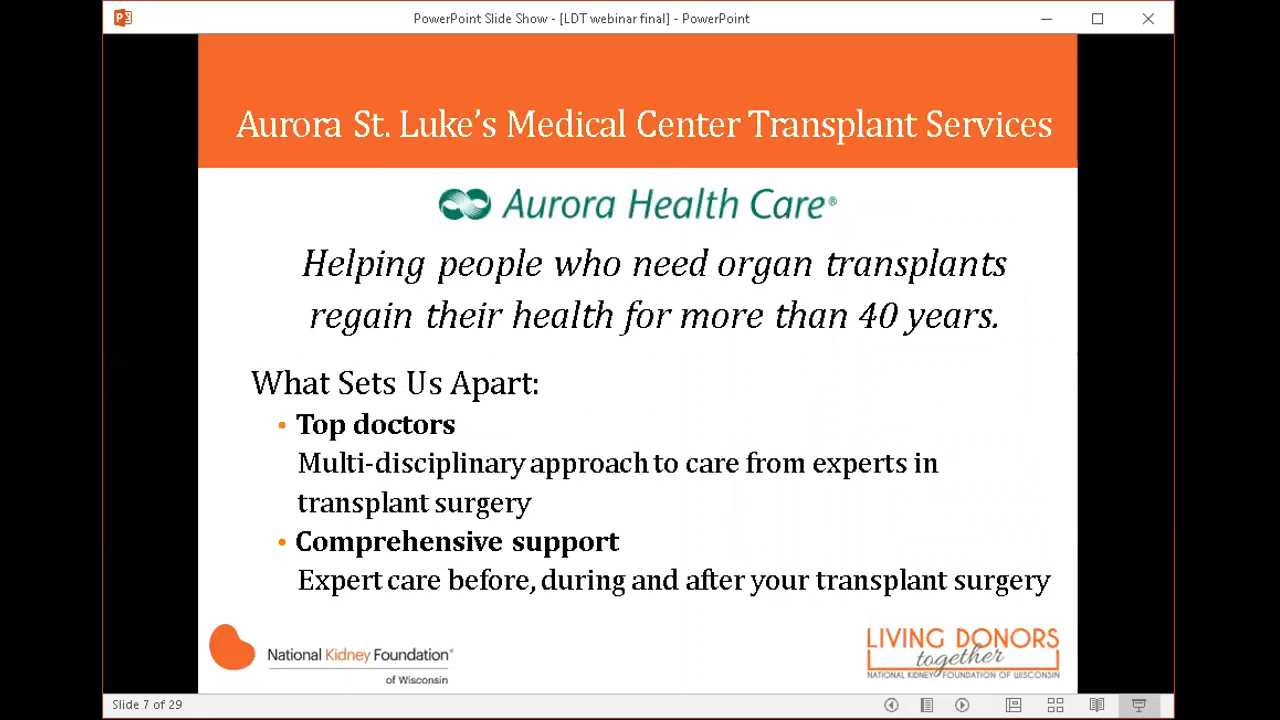 PowerPoint Slide Show - [LDT webinar final] - PowerPoint
Aurora St. Luke's Medical Center Transplant Services
Aurora Health Care®
Helping people who need organ transplants
regain their health for more than 40 years.
What Sets Us Apart:
• Top doctors
Multi-disciplinary approach to care from experts in
transplant surgery
• Comprehensive support
Expert care before, during and after your transplant surgery
National Kidney Foundation®
of Wisconsin
LIVING DONORS
together
NATIONAL KIDNEY FOUNDATION OF WISCONSIN
Slide 7 of 29